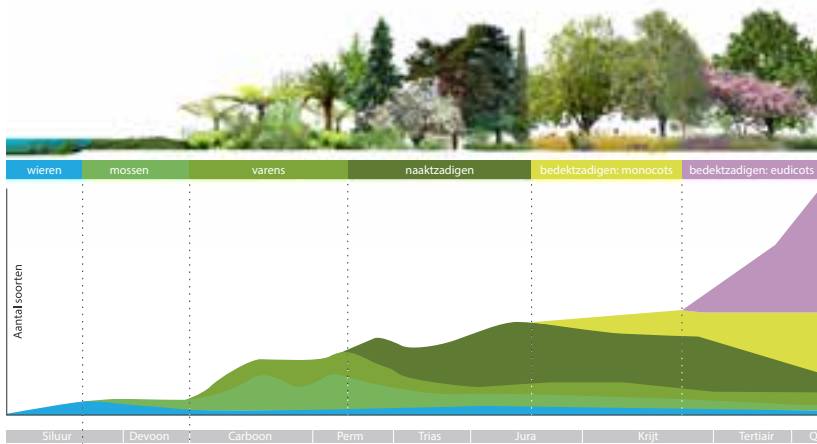 wieren mossen varens naaktzadigen bedektzadigen: monocots bedektzadigen: eudicots
Aantal soorten
Siluur Devoon Carboon Perm Trias Jura Krijt Tertiair Q